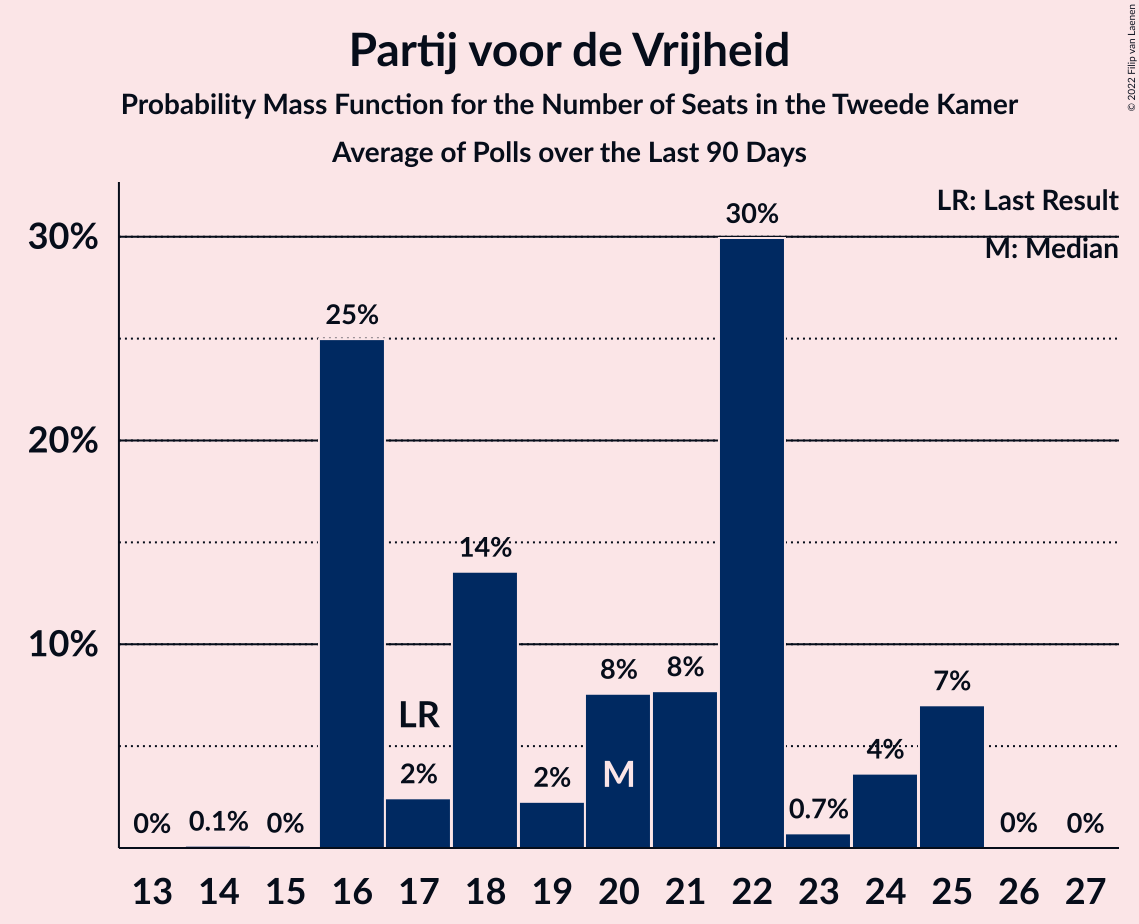 Partij voor de Vrijheid
Probability Mass Function for the Number of Seats in the Tweede Kamer
Average of Polls over the Last 90 Days
© 2022 Filip van Laenen
LR: Last Result
M: Median
30%
20%
10%
0%
0.1%
0%
25%
LR
2%
14%
2%
8%
M
8%
30%
0.7%
4%
7%
0%
0%
13 14 15 16 17 18 19 20 21 22 23 24 25 26 27